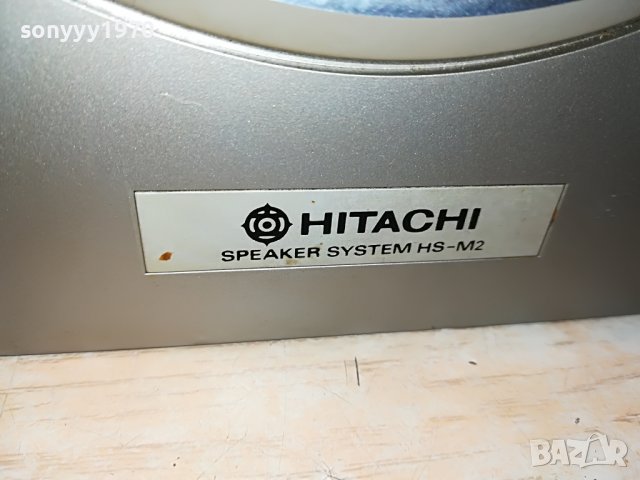 sonyyy1978
HITACHI
SPEAKER SYSTEM HS-M2
BAZAR